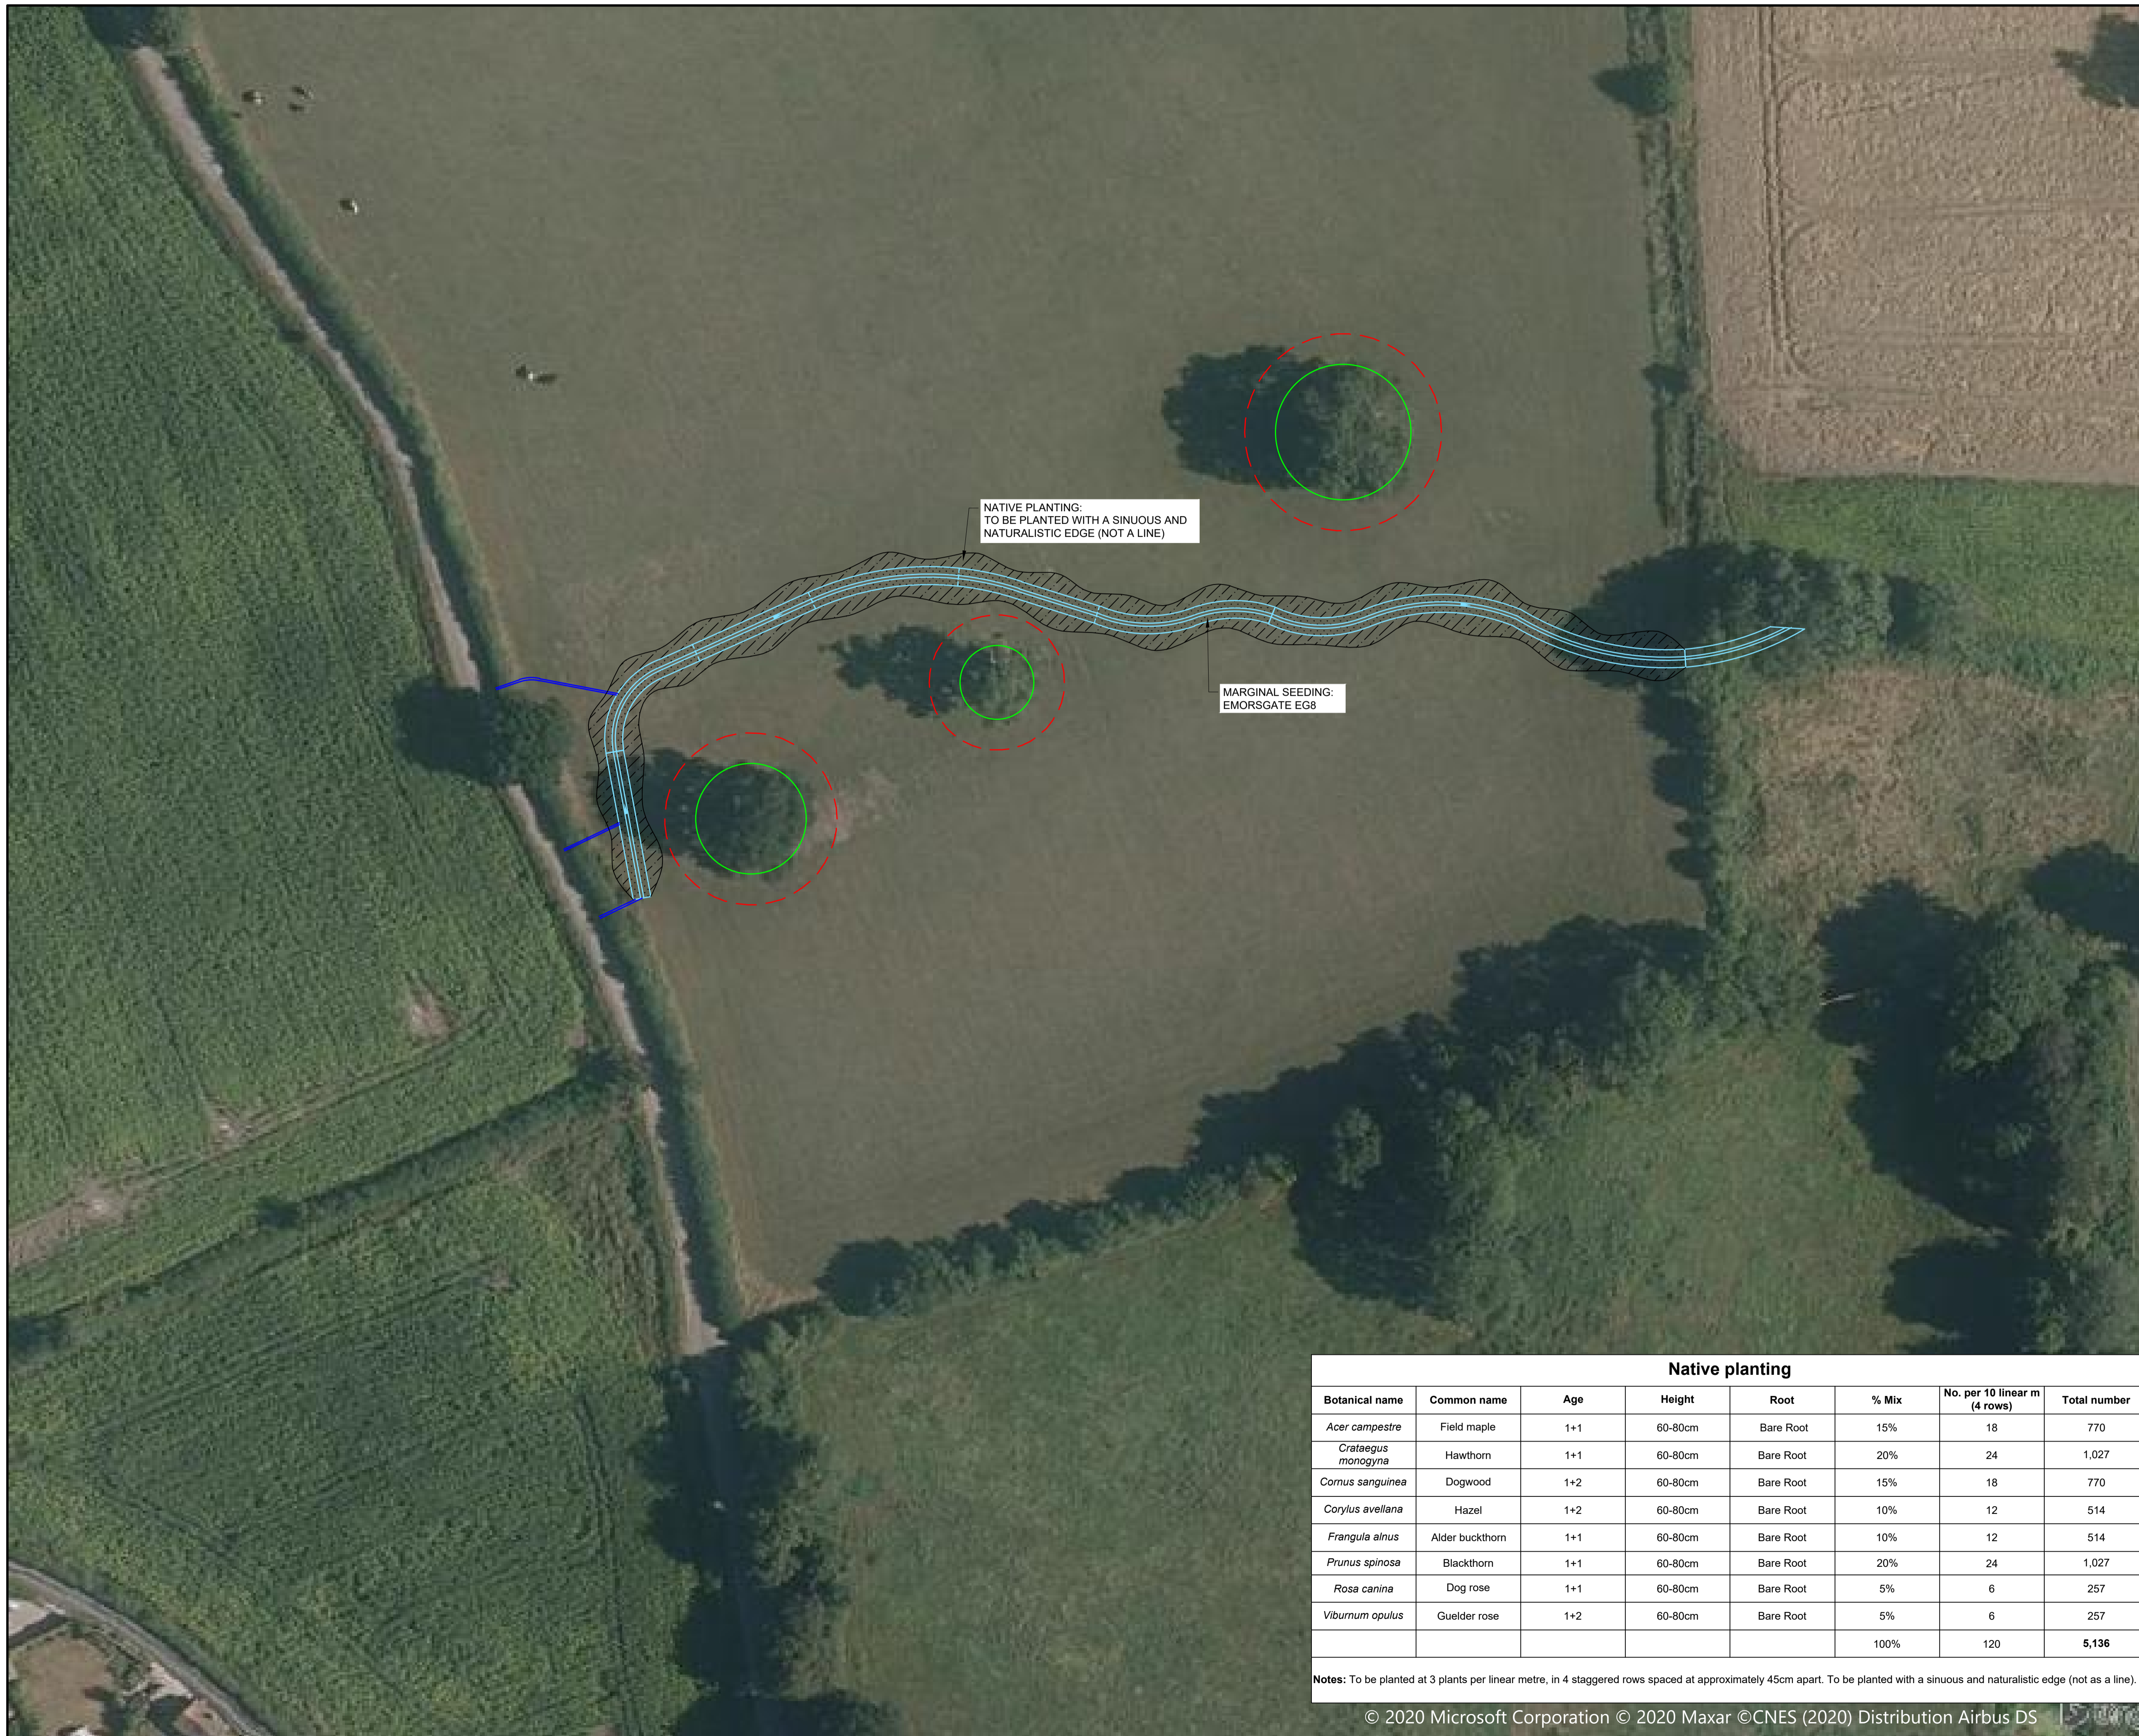 NATIVE PLANTING:
TO BE PLANTED WITH A SINUOUS AND
NATURALISTIC EDGE (NOT A LINE)
MARGINAL SEEDING:
EMORSGATE EG8
Native planting
Botanical name Common name Age Height Root % Mix No. per 10 linear m (4 rows) Total number
Acer campestre Field maple 1+1 60-80cm Bare Root 15% 18 770
Crataegus monogyna Hawthorn 1+1 60-80cm Bare Root 20% 24 1,027
Cornus sanguinea Dogwood 1+2 60-80cm Bare Root 15% 18 770
Corylus avellana Hazel 1+2 60-80cm Bare Root 10% 12 514
Frangula alnus Alder buckthorn 1+1 60-80cm Bare Root 10% 12 514
Prunus spinosa Blackthorn 1+1 60-80cm Bare Root 20% 24 1,027
Rosa canina Dog rose 1+1 60-80cm Bare Root 5% 6 257
Viburnum opulus Guelder rose 1+2 60-80cm Bare Root 5% 6 257
100% 120 5,136
Notes: To be planted at 3 plants per linear metre, in 4 staggered rows spaced at approximately 45cm apart. To be planted with a sinuous and naturalistic edge (not as a line).
© 2020 Microsoft Corporation © 2020 Maxar ©CNES (2020) Distribution Airbus DS